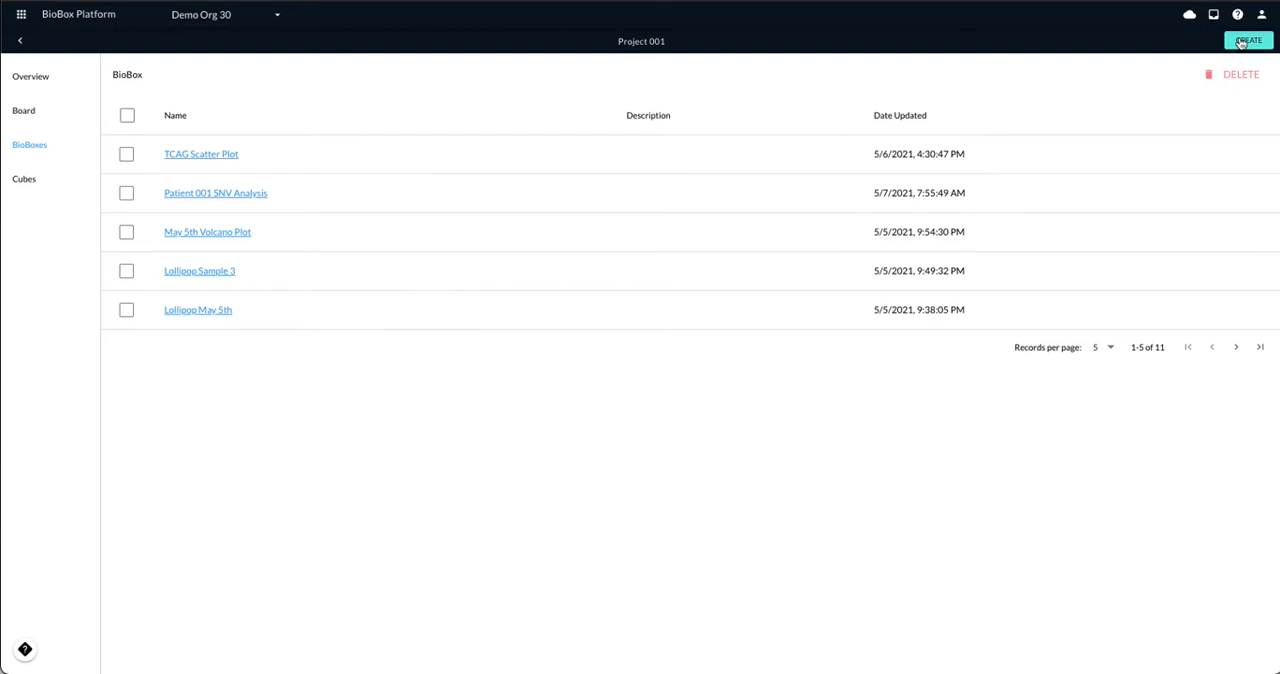 BioBox Platform Demo Org 30
Project 001 CREATE
Overview
Board
BioBoxes
Cubes
BioBox DELETE
Name Description Date Updated
TCAG Scatter Plot 5/6/2021, 4:30:47 PM
Patient 001 SNV Analysis 5/7/2021, 7:55:49 AM
May 5th Volcano Plot 5/5/2021, 9:54:30 PM
Lollipop Sample 3 5/5/2021, 9:49:32 PM
Lollipop May 5th 5/5/2021, 9:38:05 PM
Records per page: 5 1-5 of 11